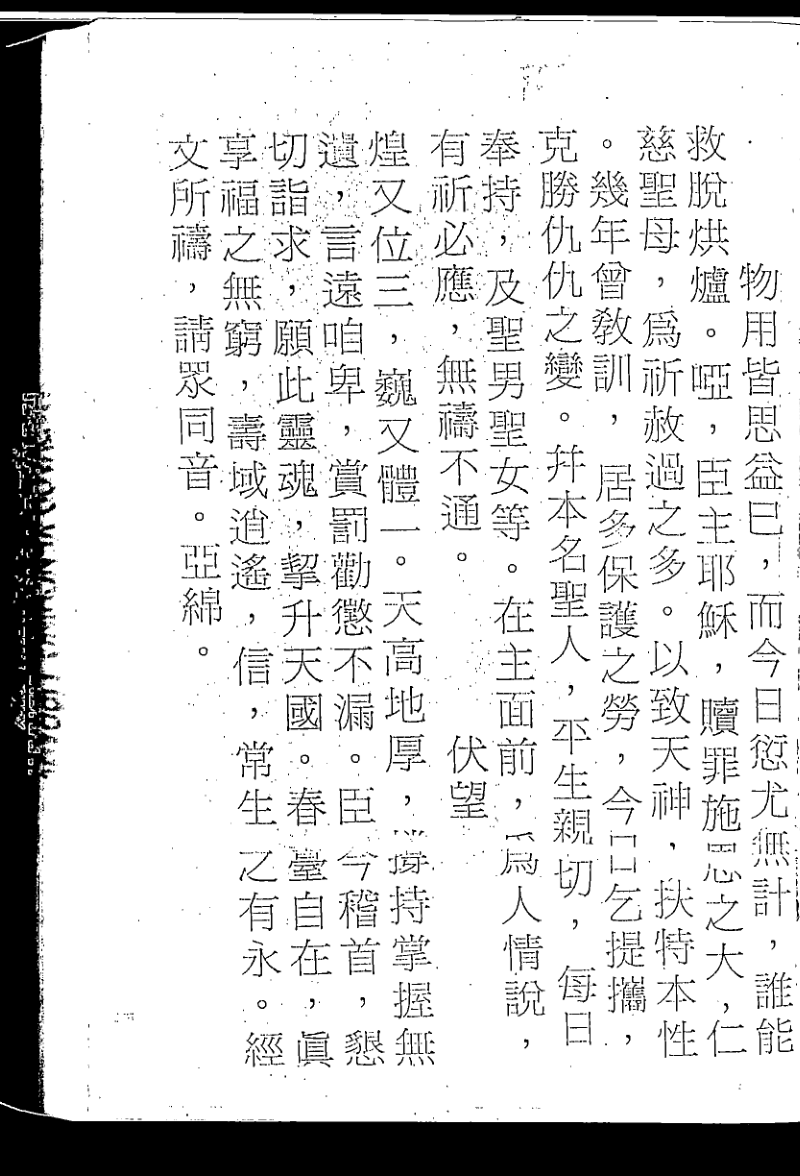 物用皆思益巳，而今日愆尤無計，誰能
救脫烘爐。啞，臣主耶穌，贖罪施恩之大，仁
慈聖母，爲祈赦過之多。以致天神，扶特本性
。幾年曾敎訓，居多保護之勞，今日乞提攜，
克勝仇仇之變。幷本名聖人，平生親切，每日
奉持，及聖男聖女等。在主面前，爲人情說，
有祈必應，無禱不通。伏望
煌又位三，巍又體一。天高地厚，持掌握無
遺，言遠咱卑，賞罰勸懲不漏。臣今稽首，懇
切詣求，願此靈魂，挈升天國。春臺自在，眞
享福之無窮，壽域逍遙，信，常生之有永。經
文所禱，請眾同音。亞綿。